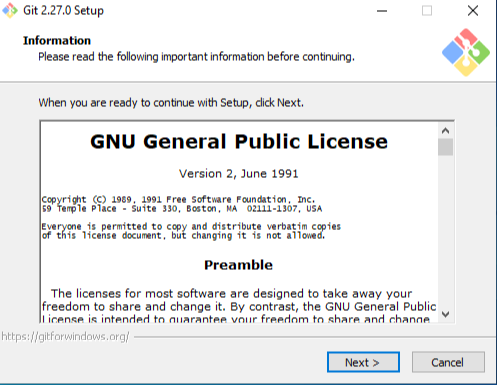 Git 2.27.0 Setup
Information
Please read the following important information before continuing.
When you are ready to continue with Setup, click Next.
GNU General Public License
Version 2, June 1991
Copyright (C) 1989, 1991 Free Software Foundation, Inc.
59 Temple Place - Suite 330, Boston, MA  02111-1307, USA
Everyone is permitted to copy and distribute verbatim copies
of this license document, but changing it is not allowed.
Preamble
The licenses for most software are designed to take away your
freedom to share and change it. By contrast, the GNU General Public
License is intended to guarantee your freedom to share and change
https://gitforwindows.org/
Next >
Cancel